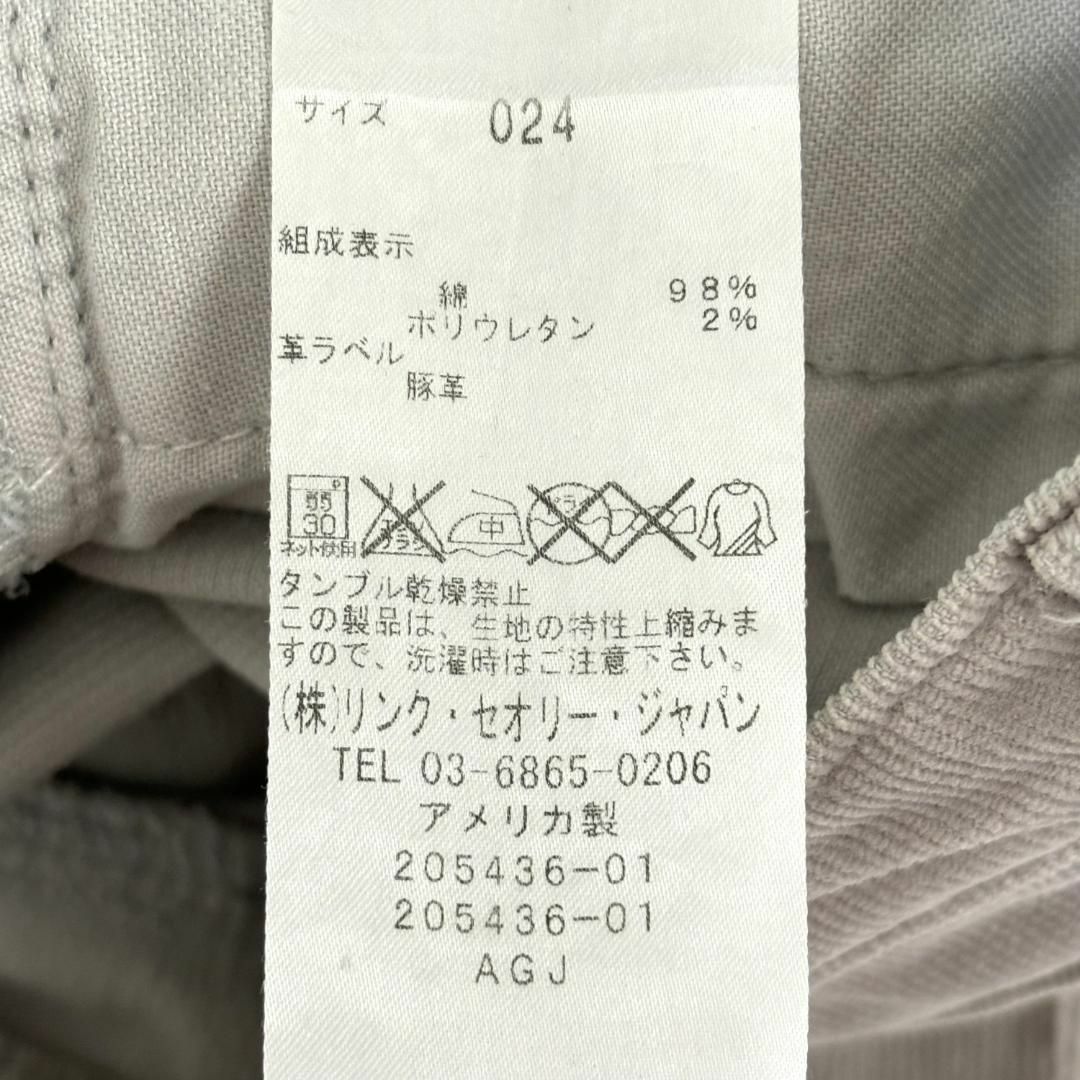 サイズ 024
組成表示
綿 98%
ポリウレタン 2%
革ラベル
豚革
30 中
ネット使用
タンブル乾燥禁止
この製品は、生地の特性上縮みま
すので、洗濯時はご注意下さい。
(株)リンク・セオリー・ジャパン
TEL 03-6865-0206
アメリカ製
205436-01
205436-01
AGJ